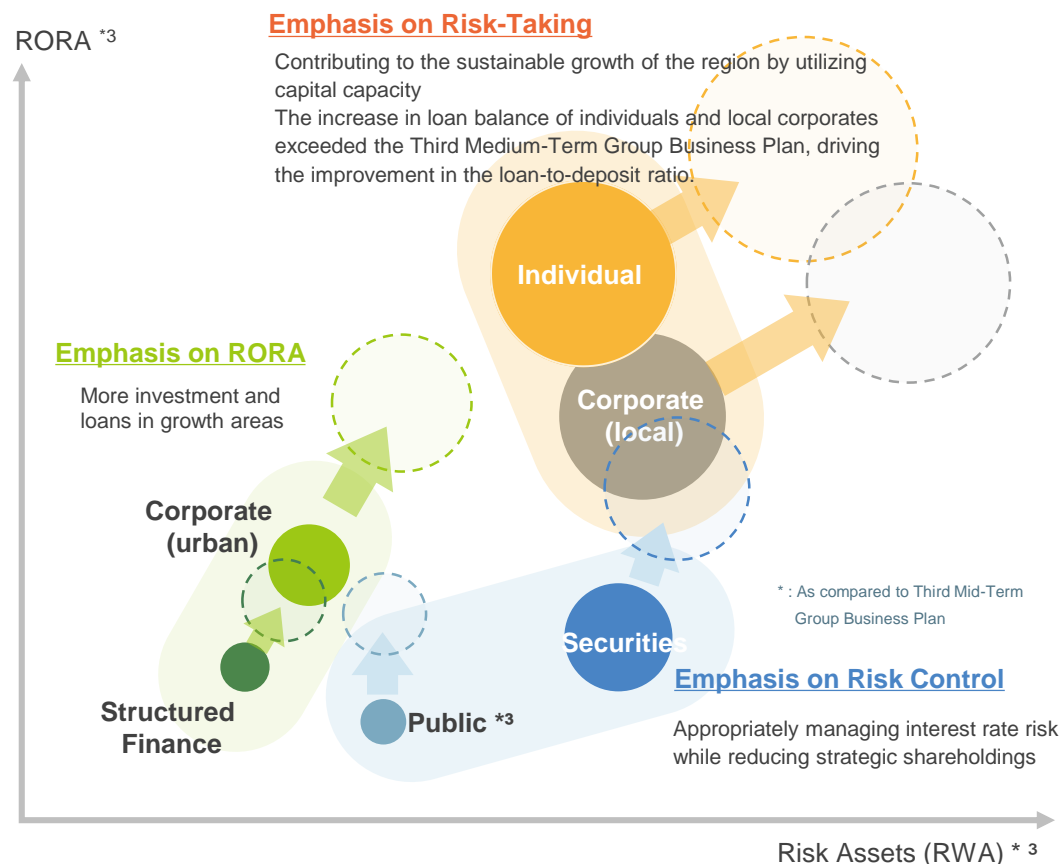 RORA *3
Emphasis on Risk-Taking
Contributing to the sustainable growth of the region by utilizing
capital capacity
The increase in loan balance of individuals and local corporates
exceeded the Third Medium-Term Group Business Plan, driving
the improvement in the loan-to-deposit ratio.
Individual
Corporate
(local)
Emphasis on RORA
More investment and
loans in growth areas
Corporate
(urban)
Structured
Finance
Public *³
Securities
* : As compared to Third Mid-Term
Group Business Plan
Emphasis on Risk Control
Appropriately managing interest rate risk
while reducing strategic shareholdings
Risk Assets (RWA) * ³